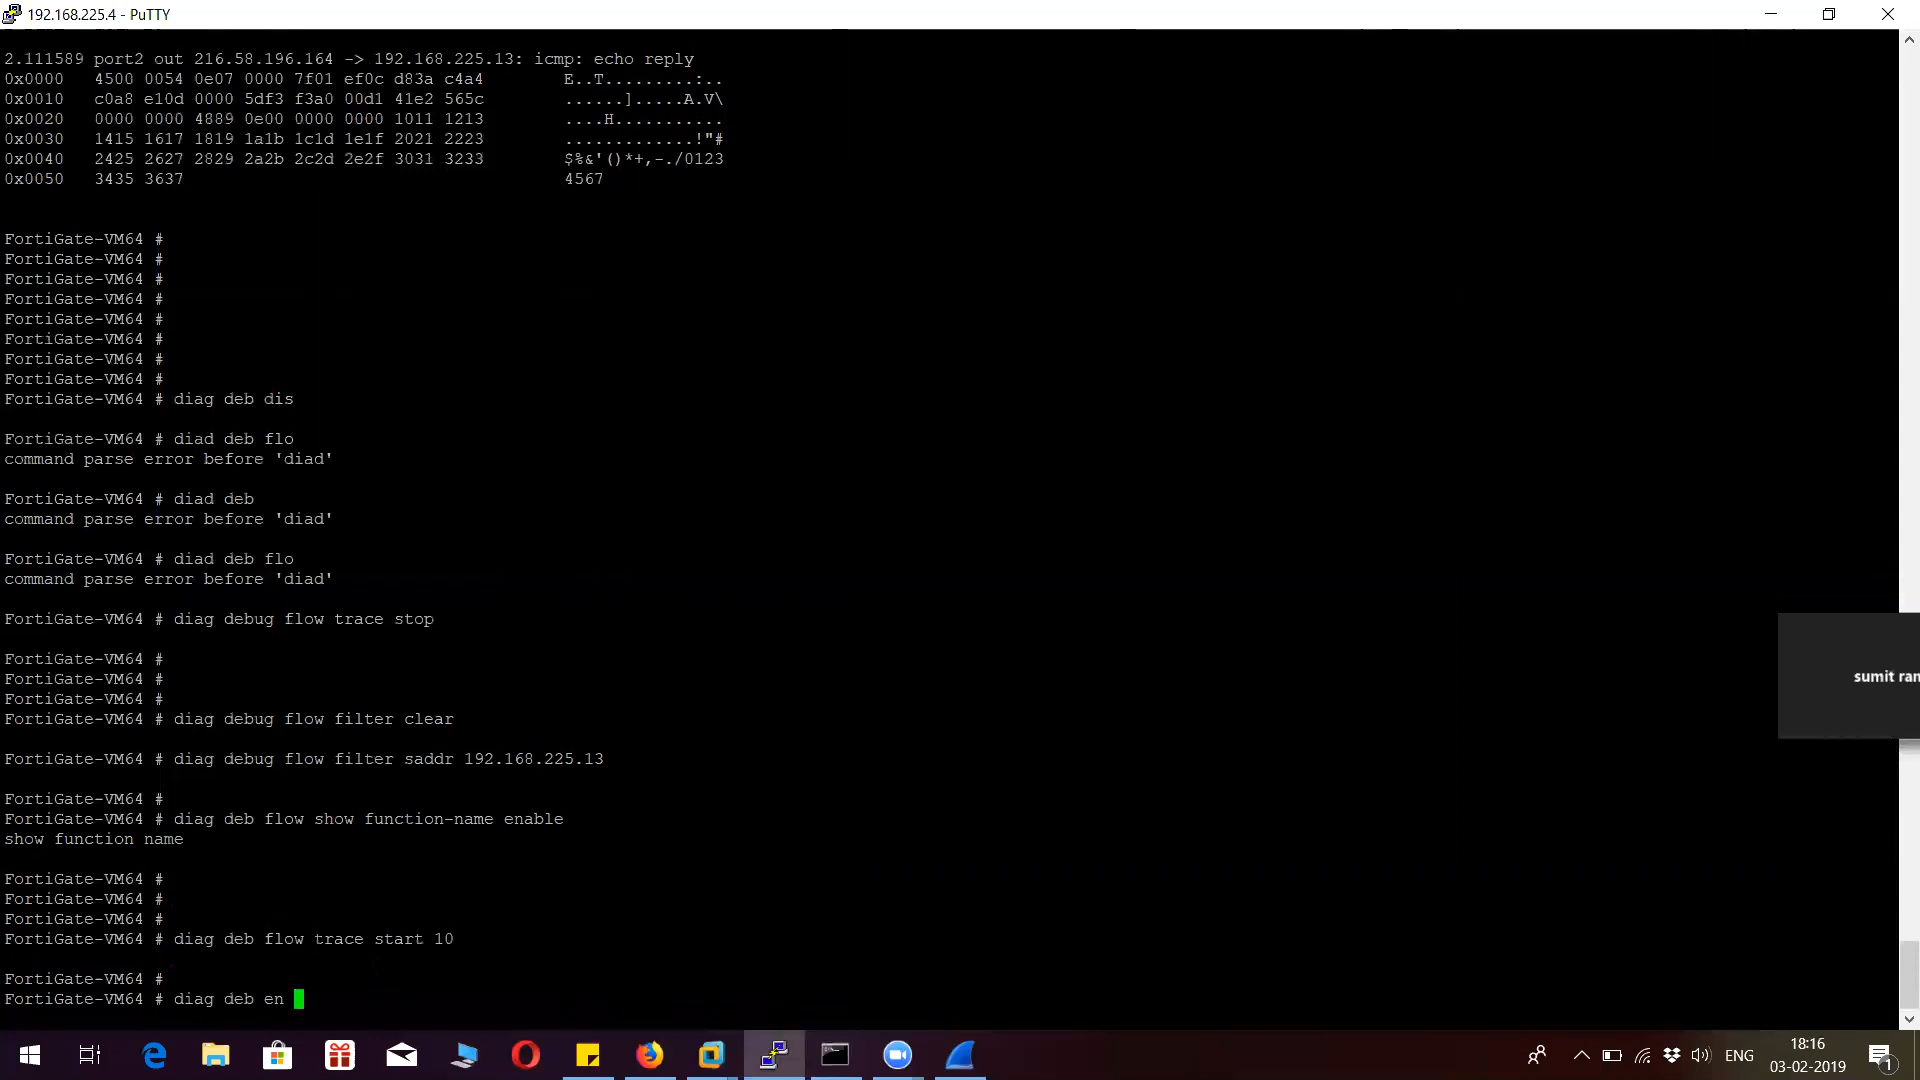 192.168.225.4 - PuTTY
2.111589 port2 out 216.58.196.164 -> 192.168.225.13: icmp: echo reply
0x0000   4500 0054 0e07 0000 7f01 ef0c d83a c4a4        E..T.........:..
0x0010   c0a8 e10d 0000 5df3 f3a0 00d1 41e2 565c        ......].....A.V\
0x0020   0000 0000 4889 0e00 0000 0000 1011 1213        ....H...........
0x0030   1415 1617 1819 1a1b 1c1d 1e1f 2021 2223        .............!"#
0x0040   2425 2627 2829 2a2b 2c2d 2e2f 3031 3233        $%&'()*+,-./0123
0x0050   3435 3637                                      4567
FortiGate-VM64 #
FortiGate-VM64 #
FortiGate-VM64 #
FortiGate-VM64 #
FortiGate-VM64 #
FortiGate-VM64 #
FortiGate-VM64 #
FortiGate-VM64 #
FortiGate-VM64 # diag deb dis
FortiGate-VM64 # diad deb flo
command parse error before 'diad'
FortiGate-VM64 # diad deb
command parse error before 'diad'
FortiGate-VM64 # diad deb flo
command parse error before 'diad'
FortiGate-VM64 # diag debug flow trace stop
FortiGate-VM64 #
FortiGate-VM64 #
FortiGate-VM64 #
FortiGate-VM64 # diag debug flow filter clear
FortiGate-VM64 # diag debug flow filter saddr 192.168.225.13
FortiGate-VM64 #
FortiGate-VM64 # diag deb flow show function-name enable
show function name
FortiGate-VM64 #
FortiGate-VM64 #
FortiGate-VM64 #
FortiGate-VM64 # diag deb flow trace start 10
FortiGate-VM64 #
FortiGate-VM64 # diag deb en
sumit ran
ENG
18:16
03-02-2019
1